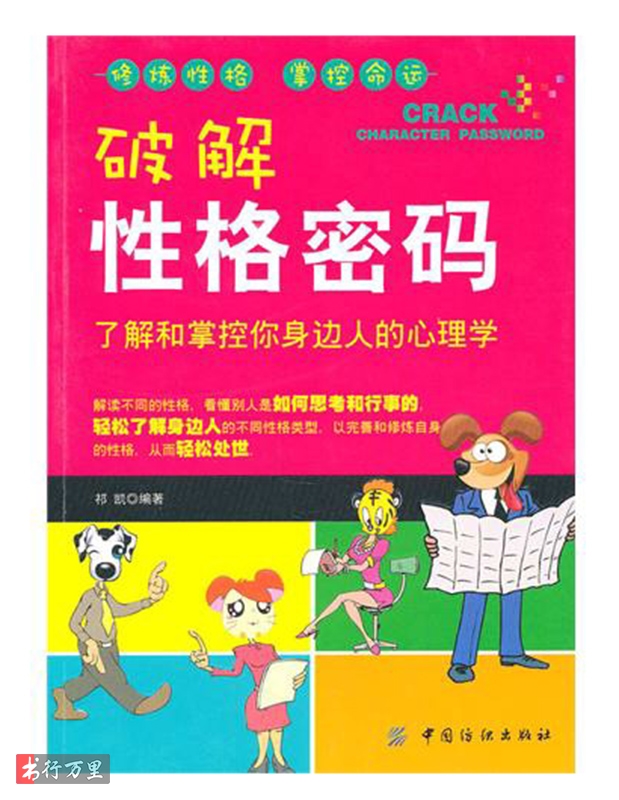 修炼性格 掌控命运
CRACK
CHARACTER PASSWORD
破解
性格密码
了解和掌控你身边人的心理学
解读不同的性格，看懂别人是如何思考和行事的，
轻松了解身边人的不同性格类型，以完善和修炼自身
的性格，从而轻松处世。
祁 凯◎编著
中国纺织出版社
书行万里